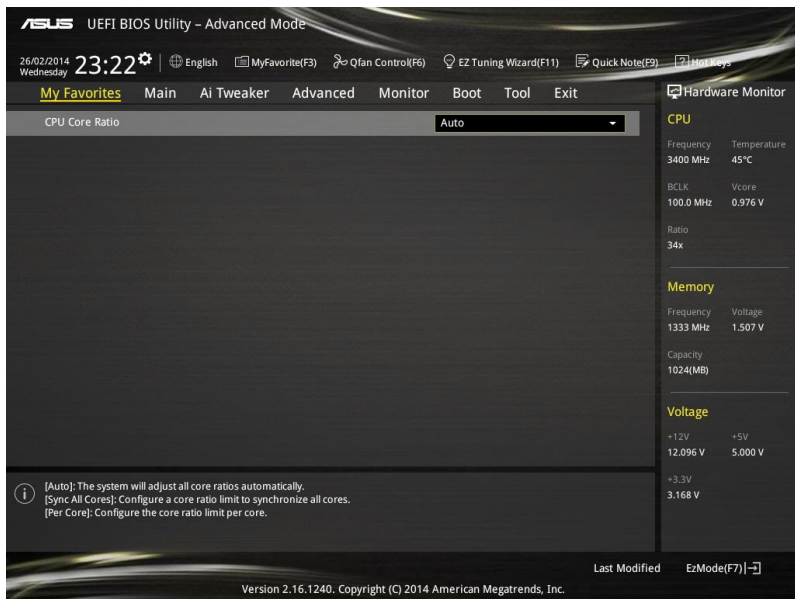 ASUS UEFI BIOS Utility – Advanced Mode
26/02/2014
Wednesday
23:22
English
MyFavorite(F3)
Qfan Control(F6)
EZ Tuning Wizard(F11)
Quick Note(F9)
? Hot Keys
My Favorites
Main
Ai Tweaker
Advanced
Monitor
Boot
Tool
Exit
Hardware Monitor
CPU Core Ratio
Auto
CPU
Frequency Temperature
3400 MHz 45°C
BCLK Vcore
100.0 MHz 0.976 V
Ratio
34x
Memory
Frequency Voltage
1333 MHz 1.507 V
Capacity
1024(MB)
Voltage
+12V +5V
12.096 V 5.000 V
+3.3V
3.168 V
[Auto]: The system will adjust all core ratios automatically.
[Sync All Cores]: Configure a core ratio limit to synchronize all cores.
[Per Core]: Configure the core ratio limit per core.
Last Modified
EzMode(F7)
Version 2.16.1240. Copyright (C) 2014 American Megatrends, Inc.